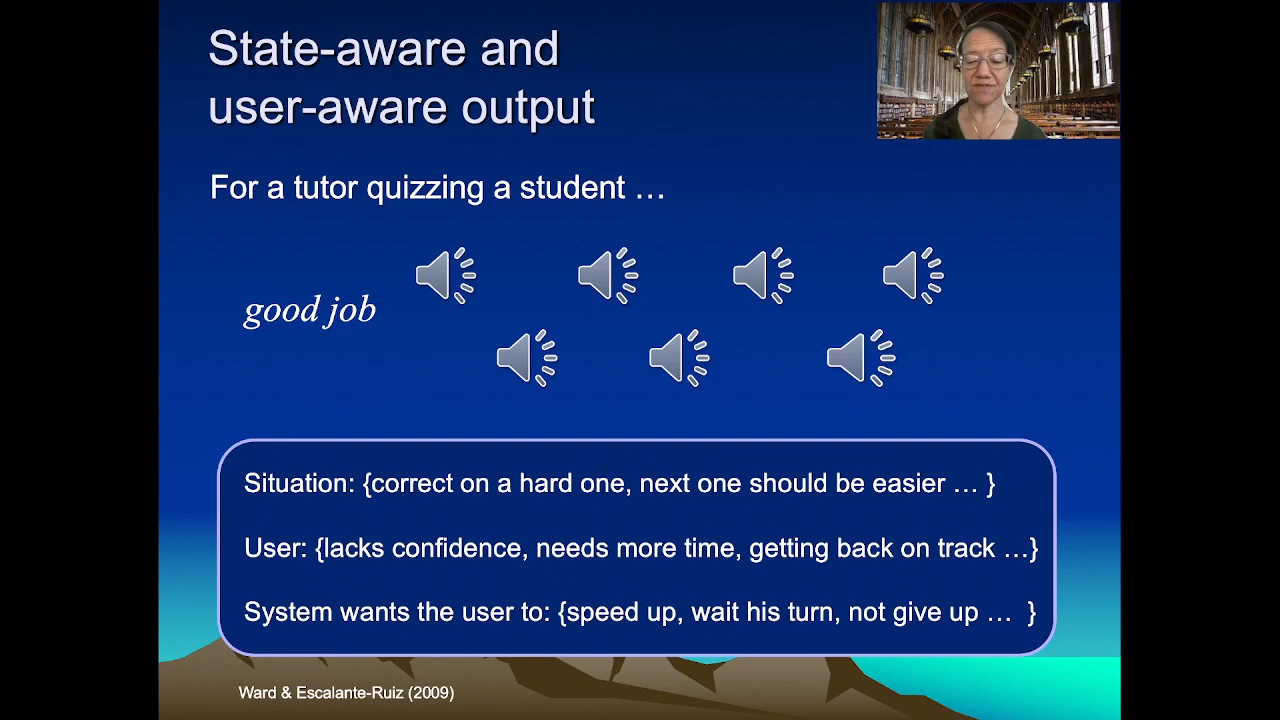 State-aware and
user-aware output
For a tutor quizzing a student …
good job
Situation: {correct on a hard one, next one should be easier … }
User: {lacks confidence, needs more time, getting back on track …}
System wants the user to: {speed up, wait his turn, not give up … }
Ward & Escalante-Ruiz (2009)